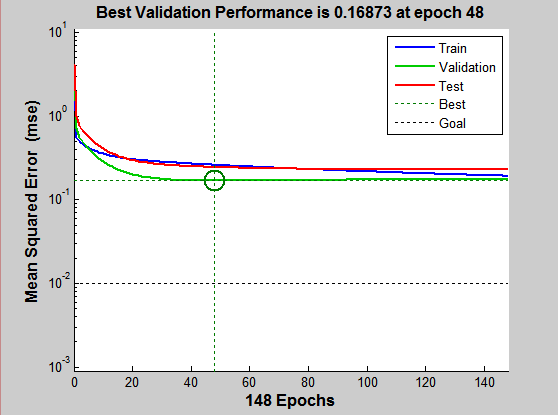 Best Validation Performance is 0.16873 at epoch 48
10^1
10^0
10^-1
10^-2
10^-3
Mean Squared Error (mse)
Train
Validation
Test
Best
Goal
0 20 40 60 80 100 120 140
148 Epochs